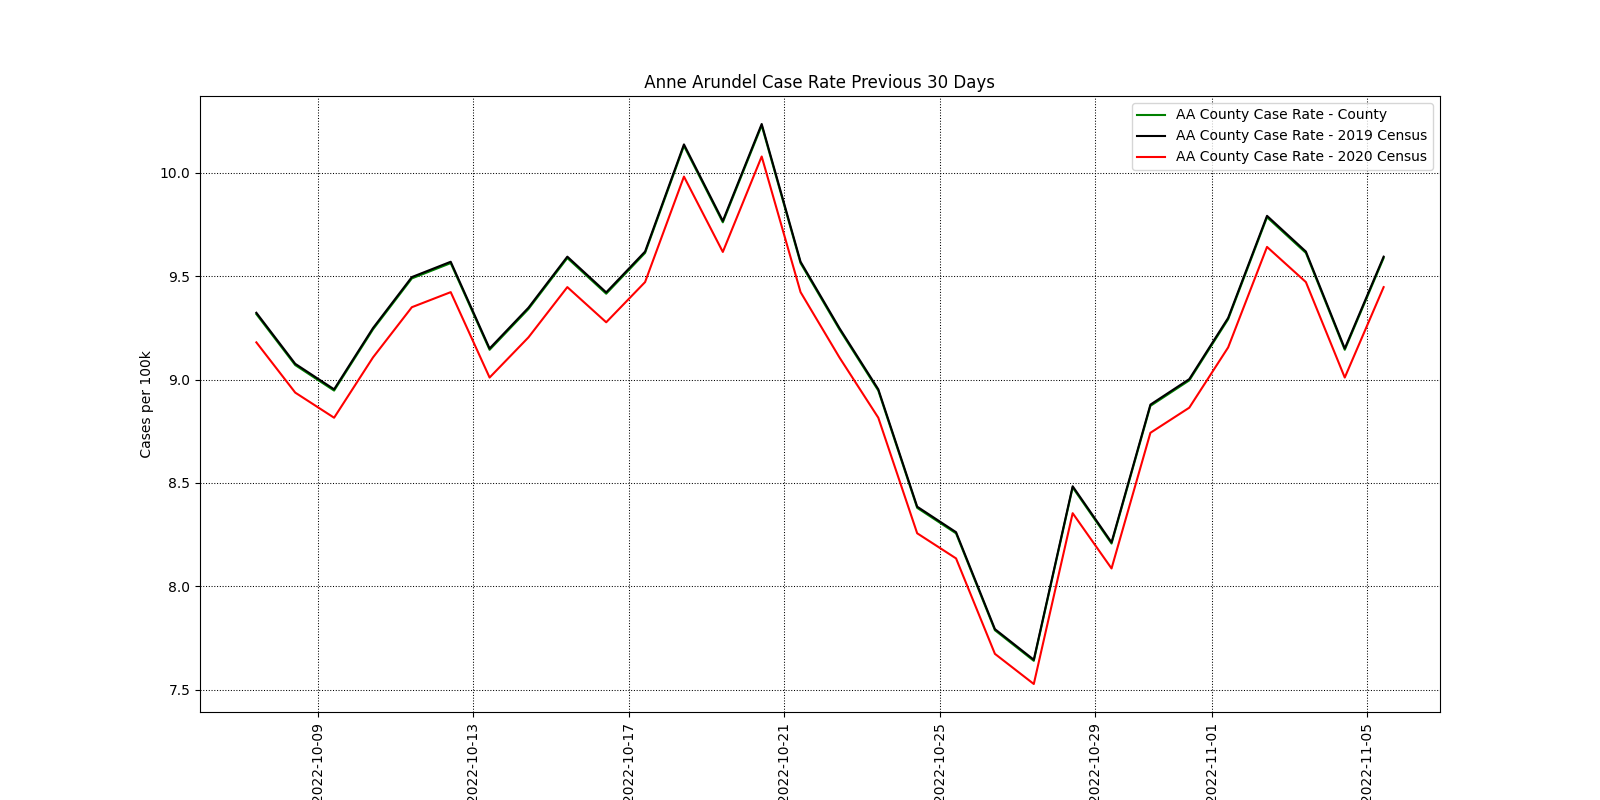 Anne Arundel Case Rate Previous 30 Days
AA County Case Rate - County
AA County Case Rate - 2019 Census
AA County Case Rate - 2020 Census
Cases per 100k
10.0
9.5
9.0
8.5
8.0
7.5
2022-10-09
2022-10-13
2022-10-17
2022-10-21
2022-10-25
2022-10-29
2022-11-01
2022-11-05